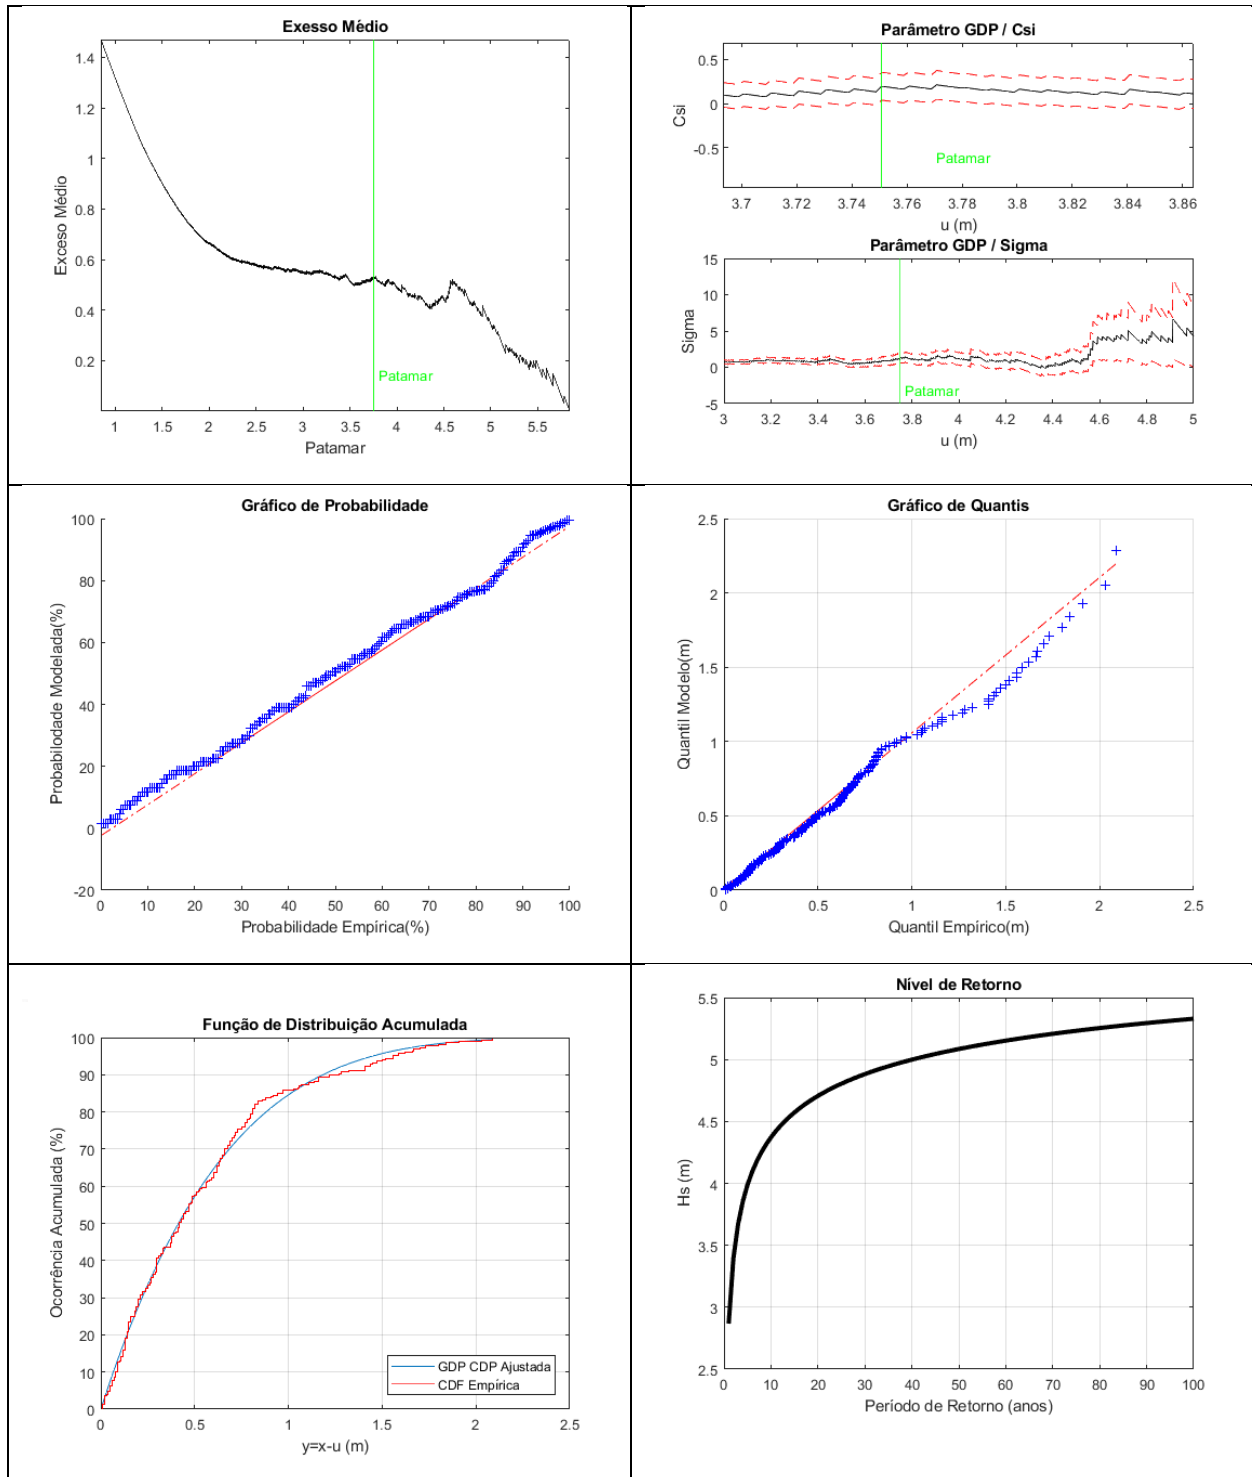 Exesso Médio
1.4
1.2
1
0.8
0.6
0.4
0.2
Exceso Médio
Patamar
1 1.5 2 2.5 3 3.5 4 4.5 5 5.5
Patamar
Parâmetro GDP / Csi
0.5
0
-0.5
Csi
Patamar
3.7 3.72 3.74 3.76 3.78 3.8 3.82 3.84 3.86
u (m)
Parâmetro GDP / Sigma
15
10
5
0
-5
Sigma
Patamar
3 3.2 3.4 3.6 3.8 4 4.2 4.4 4.6 4.8 5
u (m)
Gráfico de Probabilidade
100
80
60
40
20
0
-20
Probabilodade Modelada(%)
0 10 20 30 40 50 60 70 80 90 100
Probabilidade Empírica(%)
Gráfico de Quantis
2.5
2
1.5
1
0.5
0
Quantil Modelo(m)
0 0.5 1 1.5 2 2.5
Quantil Empírico(m)
Função de Distribuição Acumulada
100
90
80
70
60
50
40
30
20
10
0
Ocorrência Acumulada (%)
GDP CDP Ajustada
CDF Empírica
0 0.5 1 1.5 2 2.5
y=x-u (m)
Nível de Retorno
5.5
5
4.5
4
3.5
3
2.5
Hs (m)
0 10 20 30 40 50 60 70 80 90 100
Período de Retorno (anos)